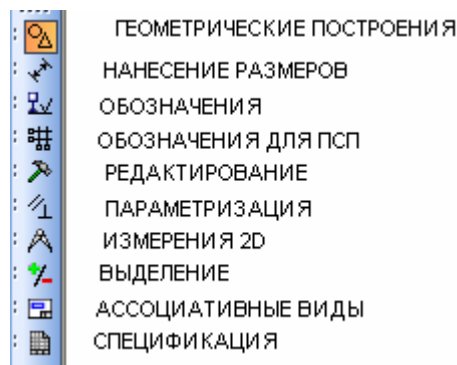 ГЕОМЕТРИЧЕСКИЕ ПОСТРОЕНИЯ
НАНЕСЕНИЕ РАЗМЕРОВ
ОБОЗНАЧЕНИЯ
ОБОЗНАЧЕНИЯ ДЛЯ ПСП
РЕДАКТИРОВАНИЕ
ПАРАМЕТРИЗАЦИЯ
ИЗМЕРЕНИЯ 2D
ВЫДЕЛЕНИЕ
АССОЦИАТИВНЫЕ ВИДЫ
СПЕЦИФИКАЦИЯ